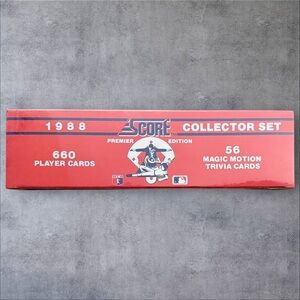 1988 SCORE COLLECTOR SET
PREMIER EDITION
660
PLAYER CARDS
56
MAGIC MOTION
TRIVIA CARDS